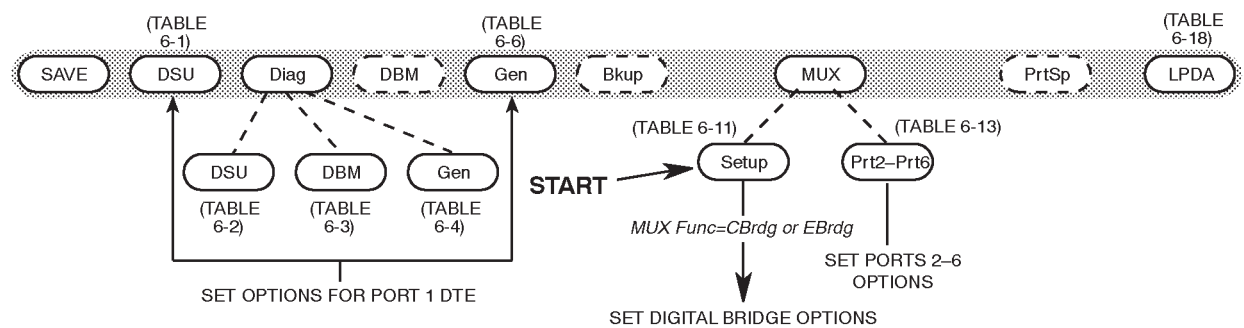 (TABLE
6-1)
(TABLE
6-6)
(TABLE
6-18)
SAVE
DSU
Diag
DBM
Gen
Bkup
MUX
PrtSp
LPDA
(TABLE 6-11)
(TABLE 6-13)
DSU
DBM
Gen
START
Setup
Prt2–Prt6
(TABLE
6-2)
(TABLE
6-3)
(TABLE
6-4)
MUX Func=CBrdg or EBrdg
SET PORTS 2–6
OPTIONS
SET OPTIONS FOR PORT 1 DTE
SET DIGITAL BRIDGE OPTIONS